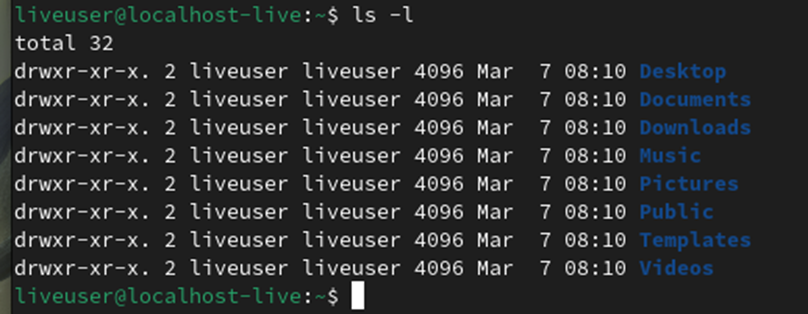 liveuser@localhost-live:~$ ls -l
total 32
drwxr-xr-x. 2 liveuser liveuser 4096 Mar  7 08:10 Desktop
drwxr-xr-x. 2 liveuser liveuser 4096 Mar  7 08:10 Documents
drwxr-xr-x. 2 liveuser liveuser 4096 Mar  7 08:10 Downloads
drwxr-xr-x. 2 liveuser liveuser 4096 Mar  7 08:10 Music
drwxr-xr-x. 2 liveuser liveuser 4096 Mar  7 08:10 Pictures
drwxr-xr-x. 2 liveuser liveuser 4096 Mar  7 08:10 Public
drwxr-xr-x. 2 liveuser liveuser 4096 Mar  7 08:10 Templates
drwxr-xr-x. 2 liveuser liveuser 4096 Mar  7 08:10 Videos
liveuser@localhost-live:~$